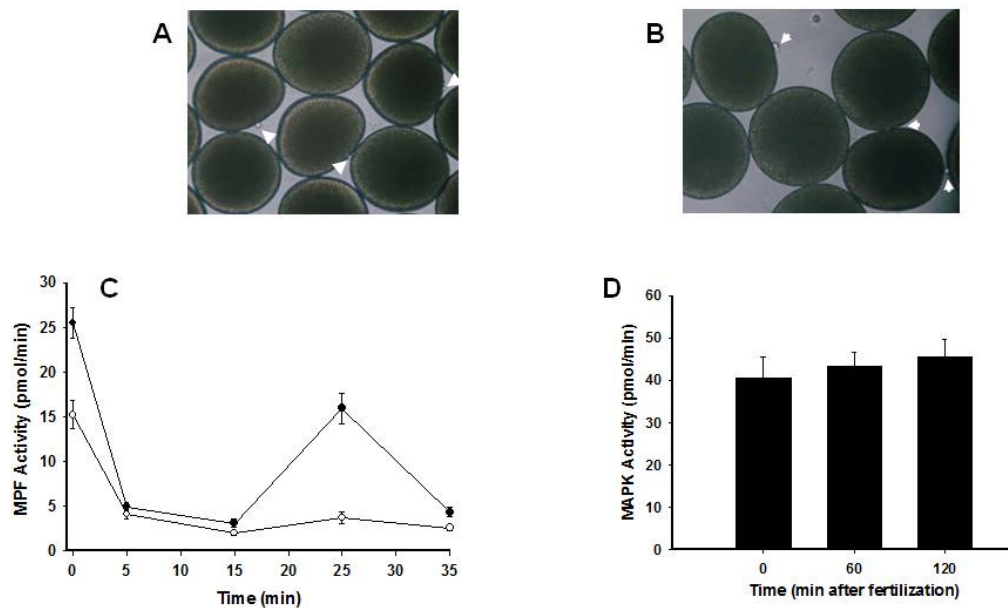 A
B
C
30
25
20
15
10
5
0
MPF Activity (pmol/min)
0 5 10 15 20 25 30 35
Time (min)
D
60
50
40
30
20
10
0
MAPK Activity (pmol/min)
0 60 120
Time (min after fertilization)